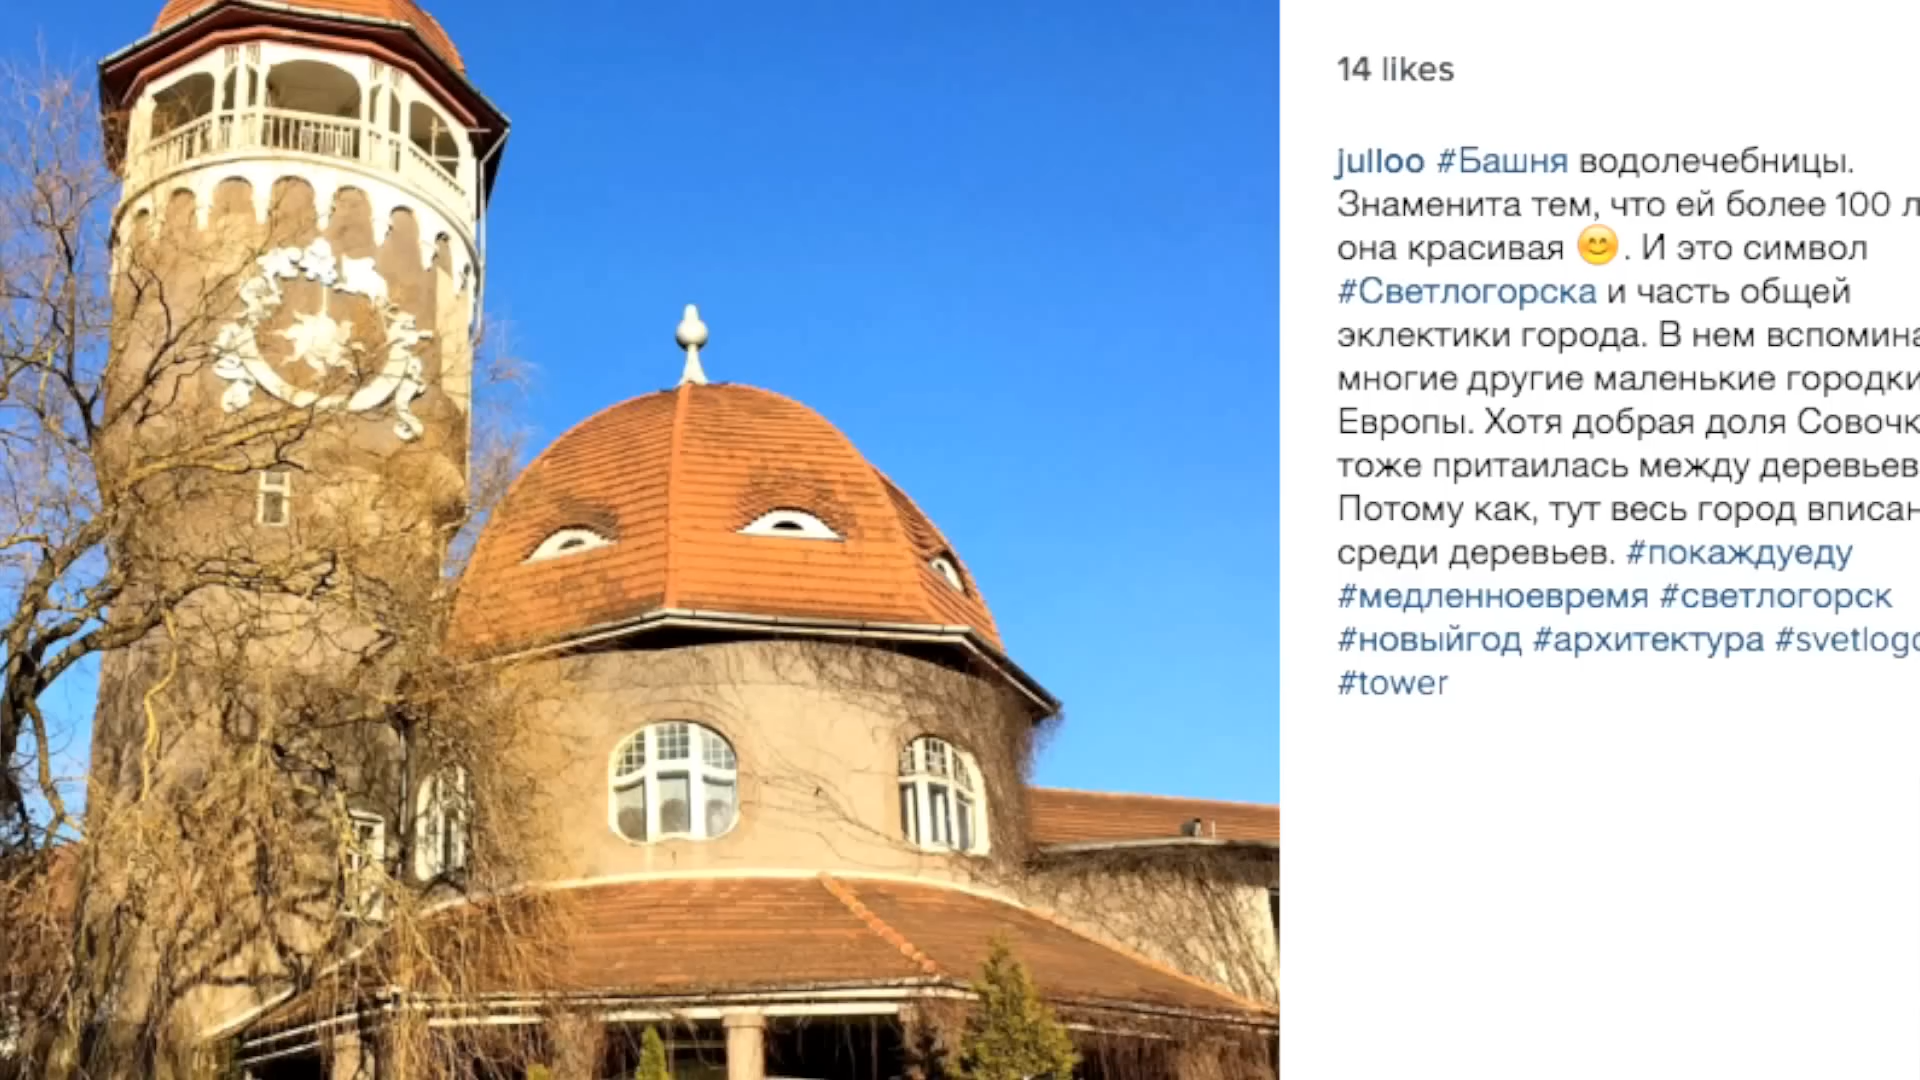 14 likes
julloo #Башня водолечебницы.
Знаменита тем, что ей более 100
она красивая 😊. И это символ
#Светлогорска и часть общей
эклектики города. В нем
многие другие маленькие городки
Европы. Хотя добрая доля
тоже притаилась между
Потому как, тут весь город
среди деревьев. #покаждуеду
#медленноевремя #светлогорск
#новыйгод #архитектура
#tower